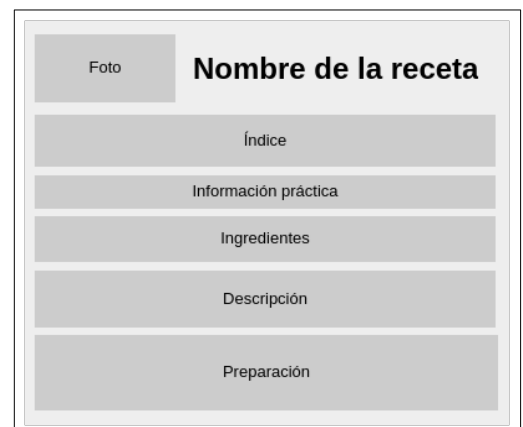 Foto
Nombre de la receta
Índice
Información práctica
Ingredientes
Descripción
Preparación